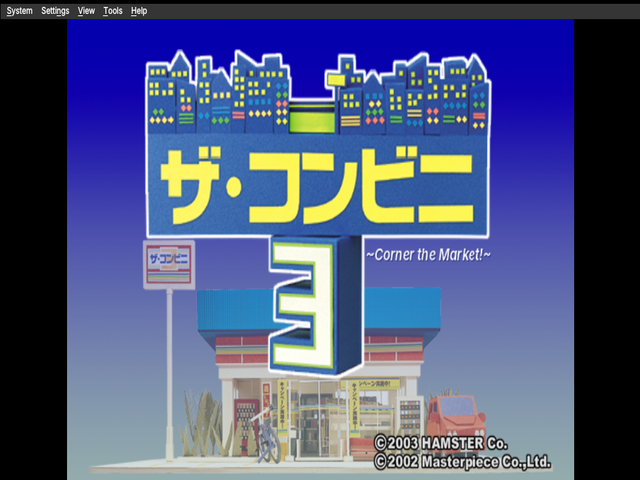 System Settings View Tools Help
ザ・コンビニ
3
~Corner the Market!~
ザ・コンビニ
©2003 HAMSTER Co.
©2002 Masterpiece Co.,Ltd.